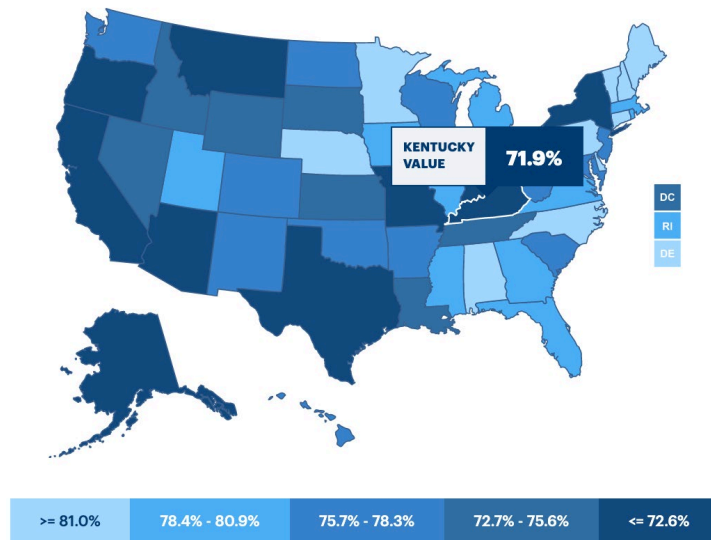 KENTUCKY
VALUE
71.9%
DC
RI
DE
>= 81.0%
78.4% - 80.9%
75.7% - 78.3%
72.7% - 75.6%
<= 72.6%